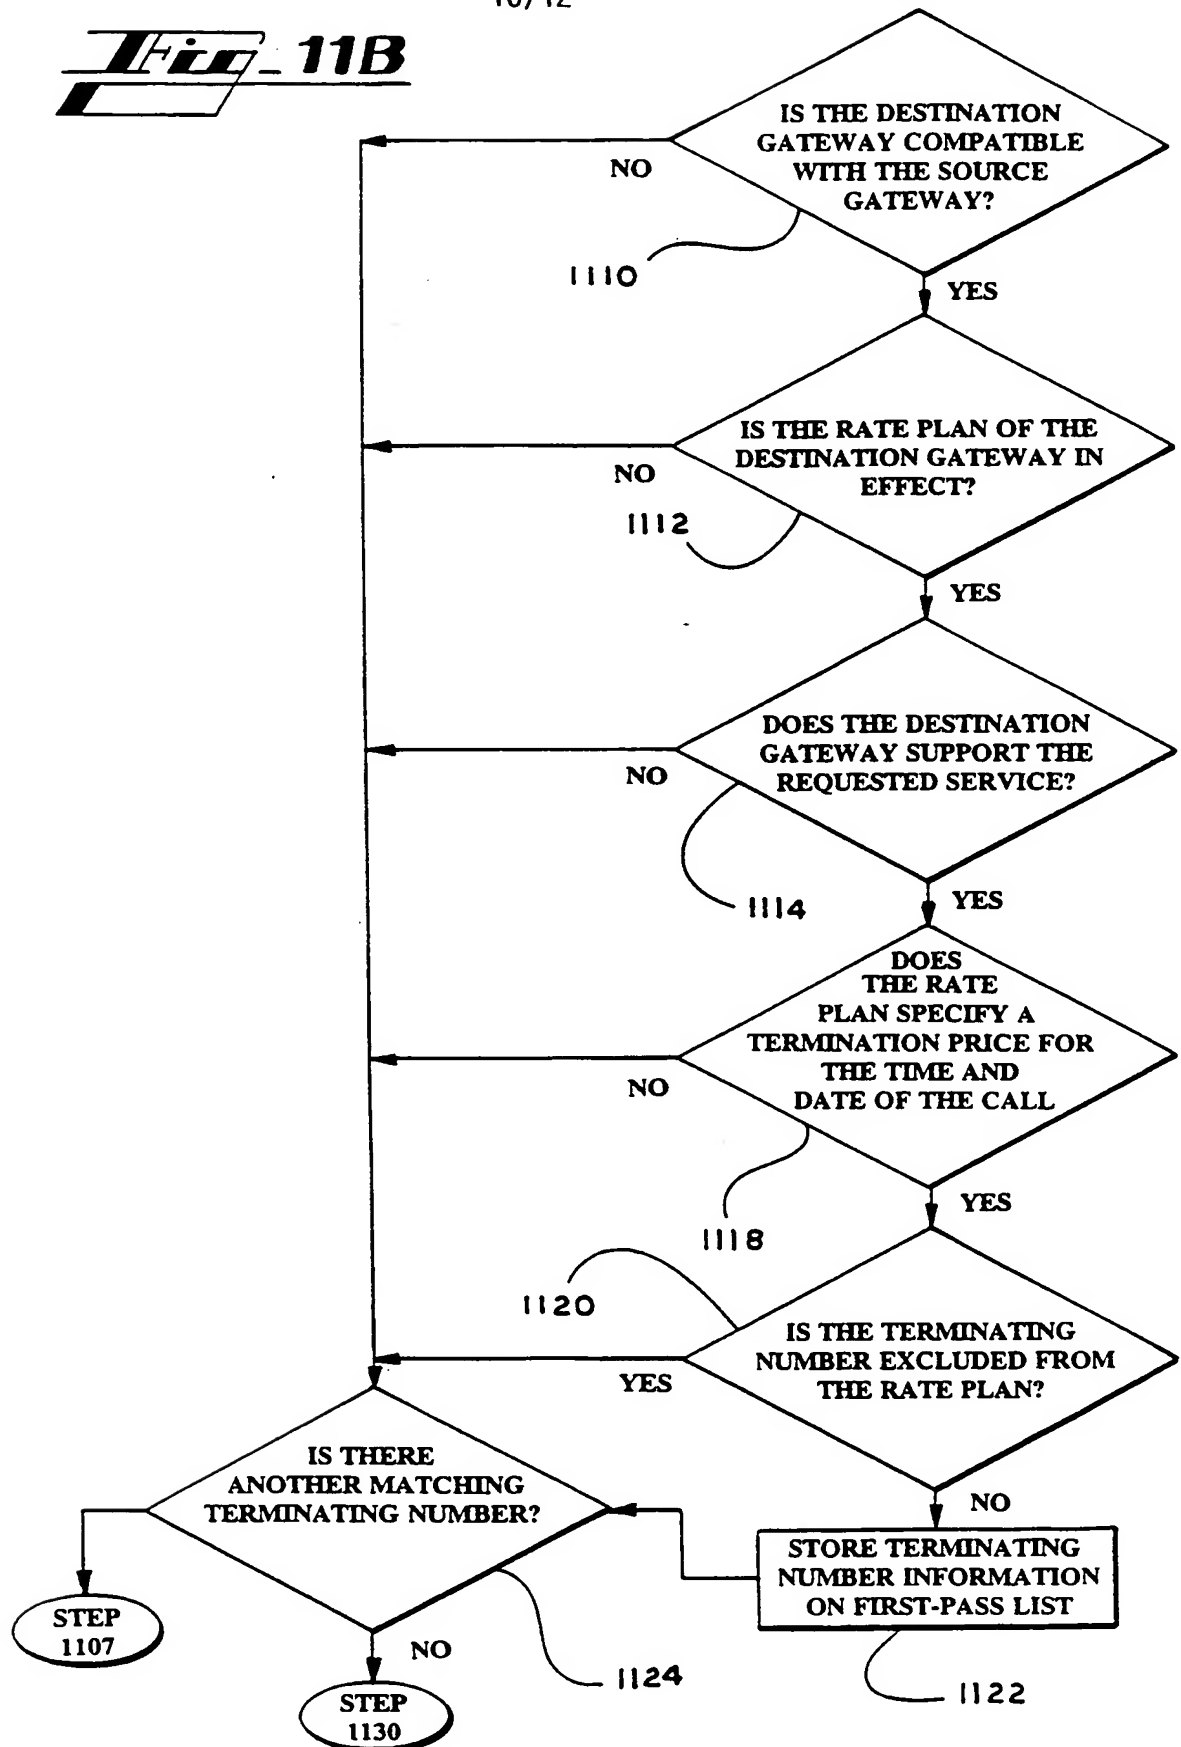 Fig_11B
IS THE DESTINATION
GATEWAY COMPATIBLE
WITH THE SOURCE
GATEWAY?
NO
1110
YES
IS THE RATE PLAN OF THE
DESTINATION GATEWAY IN
EFFECT?
NO
1112
YES
DOES THE DESTINATION
GATEWAY SUPPORT THE
REQUESTED SERVICE?
NO
1114
YES
DOES
THE RATE
PLAN SPECIFY A
TERMINATION PRICE FOR
THE TIME AND
DATE OF THE CALL
NO
1118
YES
1120
IS THE TERMINATING
NUMBER EXCLUDED FROM
THE RATE PLAN?
YES
NO
IS THERE
ANOTHER MATCHING
TERMINATING NUMBER?
STORE TERMINATING
NUMBER INFORMATION
ON FIRST-PASS LIST
STEP
1107
NO
1124
1122
STEP
1130